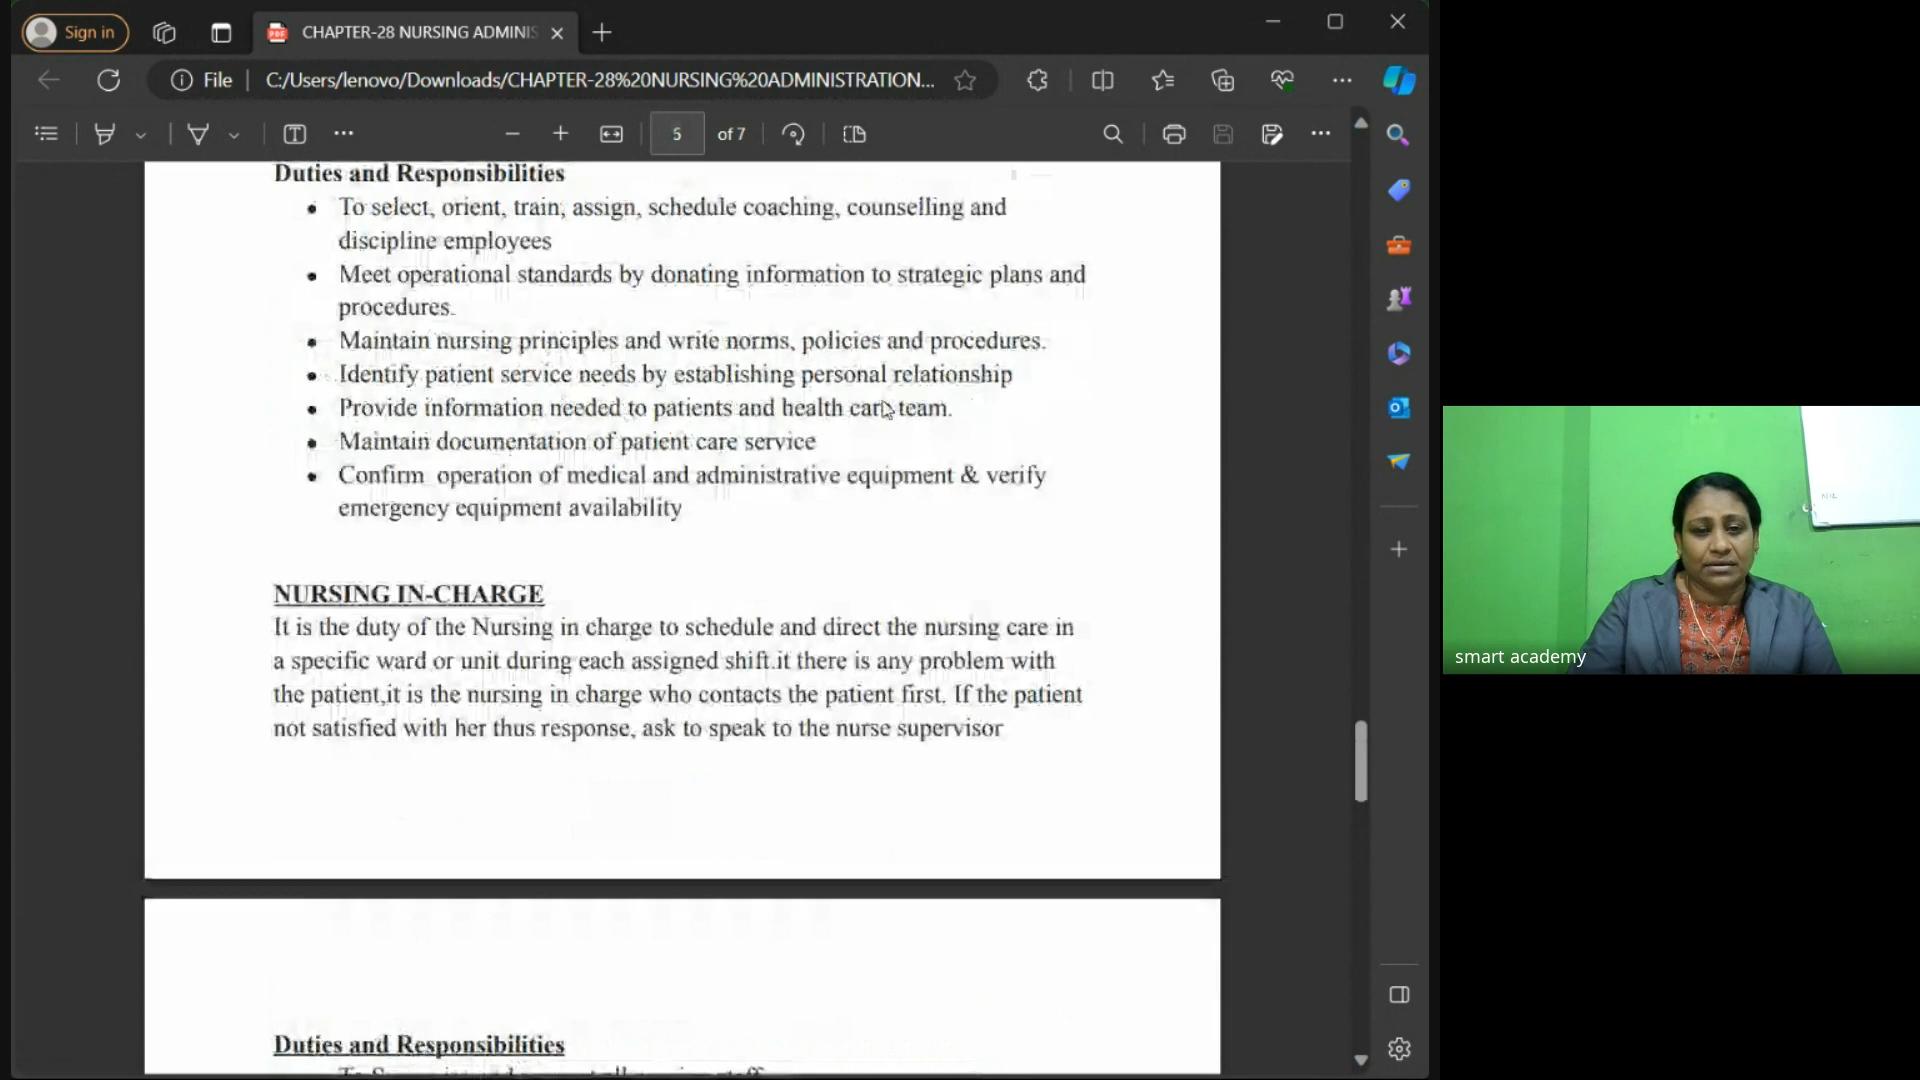 Sign in
CHAPTER-28 NURSING ADMINIS
File
C:/Users/lenovo/Downloads/CHAPTER-28%20NURSING%20ADMINISTRATION...
5 of 7
Duties and Responsibilities
• To select, orient, train, assign, schedule coaching, counselling and
discipline employees
• Meet operational standards by donating information to strategic plans and
procedures.
• Maintain nursing principles and write norms, policies and procedures.
• Identify patient service needs by establishing personal relationship
• Provide information needed to patients and health care team.
• Maintain documentation of patient care service
• Confirm operation of medical and administrative equipment & verify
emergency equipment availability
NURSING IN-CHARGE
It is the duty of the Nursing in charge to schedule and direct the nursing care in
a specific ward or unit during each assigned shift.it there is any problem with
the patient,it is the nursing in charge who contacts the patient first. If the patient
not satisfied with her thus response, ask to speak to the nurse supervisor
Duties and Responsibilities
smart academy